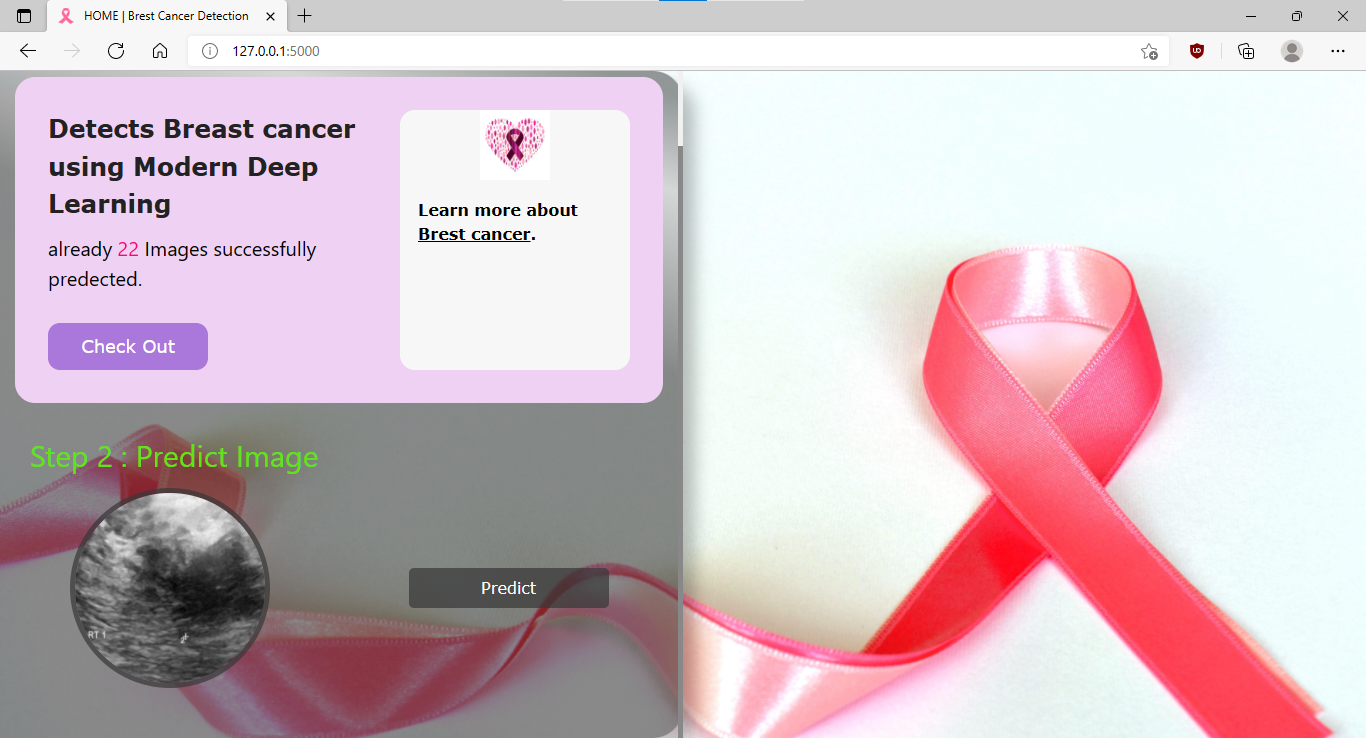 HOME | Brest Cancer Detection
127.0.0.1:5000
Detects Breast cancer
using Modern Deep
Learning
already 22 Images successfully
predected.
Check Out
Learn more about
Brest cancer.
Step 2 : Predict Image
RT 1
Predict